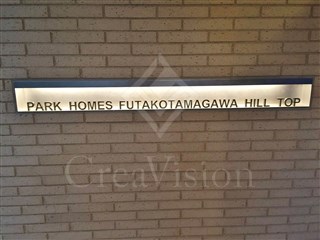 PARK HOMES FUTAKOTAMAGAWA HILL TOP
CreaVision